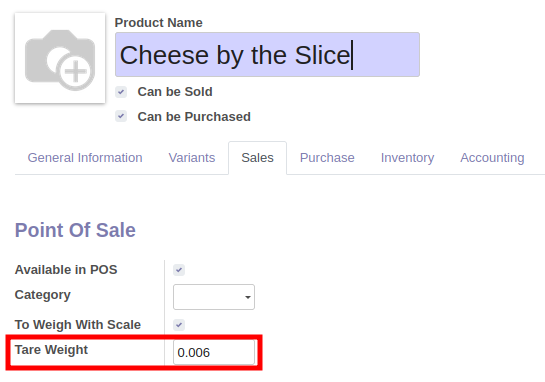 Product Name
Cheese by the Slice
Can be Sold
Can be Purchased
General Information Variants Sales Purchase Inventory Accounting
Point Of Sale
Available in POS
Category
To Weigh With Scale
Tare Weight 0.006